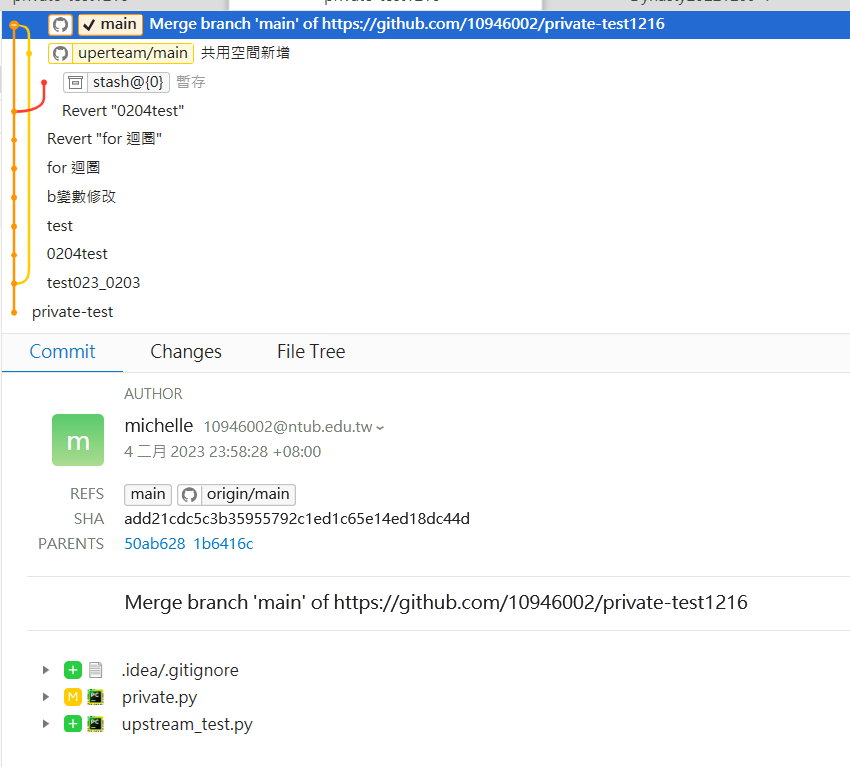 main Merge branch 'main' of https://github.com/10946002/private-test1216
uperteam/main 共用空間新增
stash@{0} 暫存
Revert "0204test"
Revert "for 迴圈"
for 迴圈
b變數修改
test
0204test
test023_0203
private-test
Commit Changes File Tree
AUTHOR
m
michelle 10946002@ntub.edu.tw
4 二月 2023 23:58:28 +08:00
REFS main origin/main
SHA add21cdc5c3b35955792c1ed1c65e14ed18dc44d
PARENTS 50ab628 1b6416c
Merge branch 'main' of https://github.com/10946002/private-test1216
.idea/.gitignore
M private.py
upstream_test.py